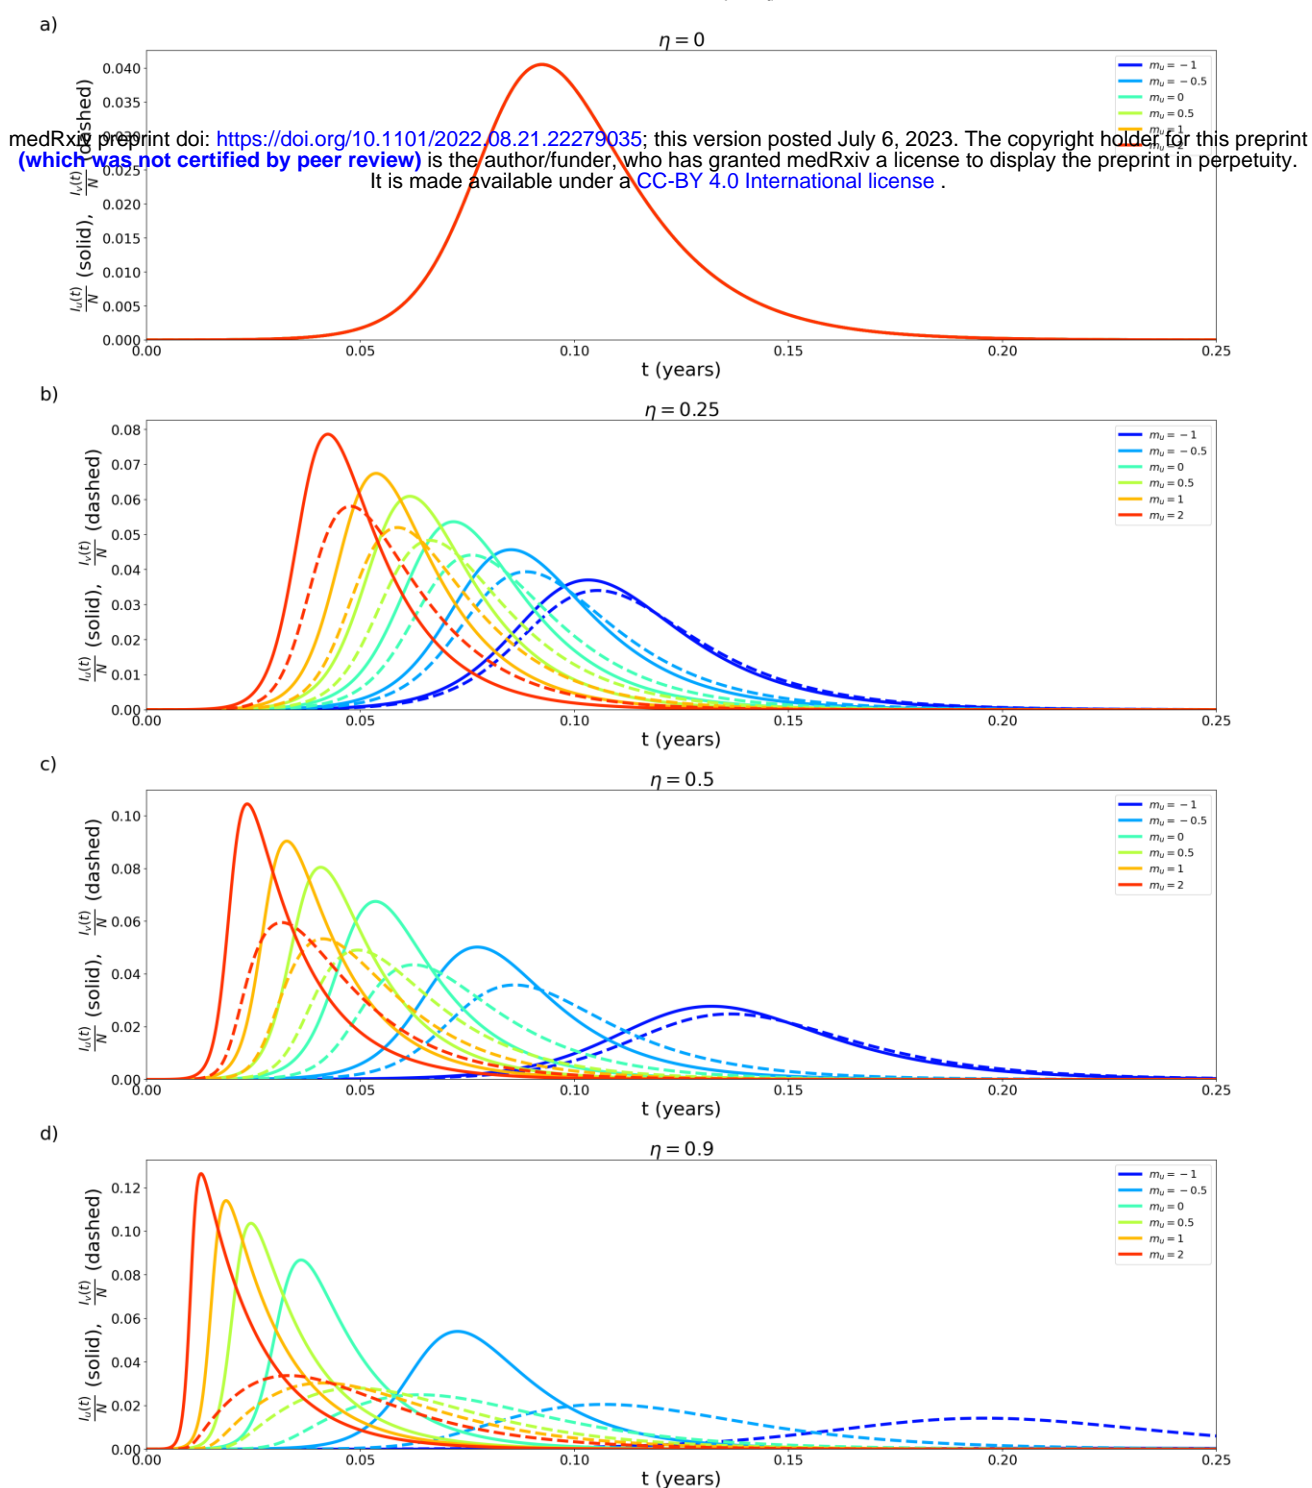 a)
η = 0
0.040
0.035
0.030
0.025
0.020
0.015
0.010
0.005
0.000
I_u(t)/N (solid), I_v(t)/N (dashed)
m_u = −1
m_u = −0.5
m_u = 0
m_u = 0.5
m_u = 1
m_u = 2
medRxiv preprint doi: https://doi.org/10.1101/2022.08.21.22279035; this version posted July 6, 2023. The copyright holder for this preprint
(which was not certified by peer review) is the author/funder, who has granted medRxiv a license to display the preprint in perpetuity.
It is made available under a CC-BY 4.0 International license .
0.00 0.05 0.10 0.15 0.20 0.25
t (years)
b)
η = 0.25
0.08
0.07
0.06
0.05
0.04
0.03
0.02
0.01
0.00
I_u(t)/N (solid), I_v(t)/N (dashed)
m_u = −1
m_u = −0.5
m_u = 0
m_u = 0.5
m_u = 1
m_u = 2
0.00 0.05 0.10 0.15 0.20 0.25
t (years)
c)
η = 0.5
0.10
0.08
0.06
0.04
0.02
0.00
I_u(t)/N (solid), I_v(t)/N (dashed)
m_u = −1
m_u = −0.5
m_u = 0
m_u = 0.5
m_u = 1
m_u = 2
0.00 0.05 0.10 0.15 0.20 0.25
t (years)
d)
η = 0.9
0.12
0.10
0.08
0.06
0.04
0.02
0.00
I_u(t)/N (solid), I_v(t)/N (dashed)
m_u = −1
m_u = −0.5
m_u = 0
m_u = 0.5
m_u = 1
m_u = 2
0.00 0.05 0.10 0.15 0.20 0.25
t (years)